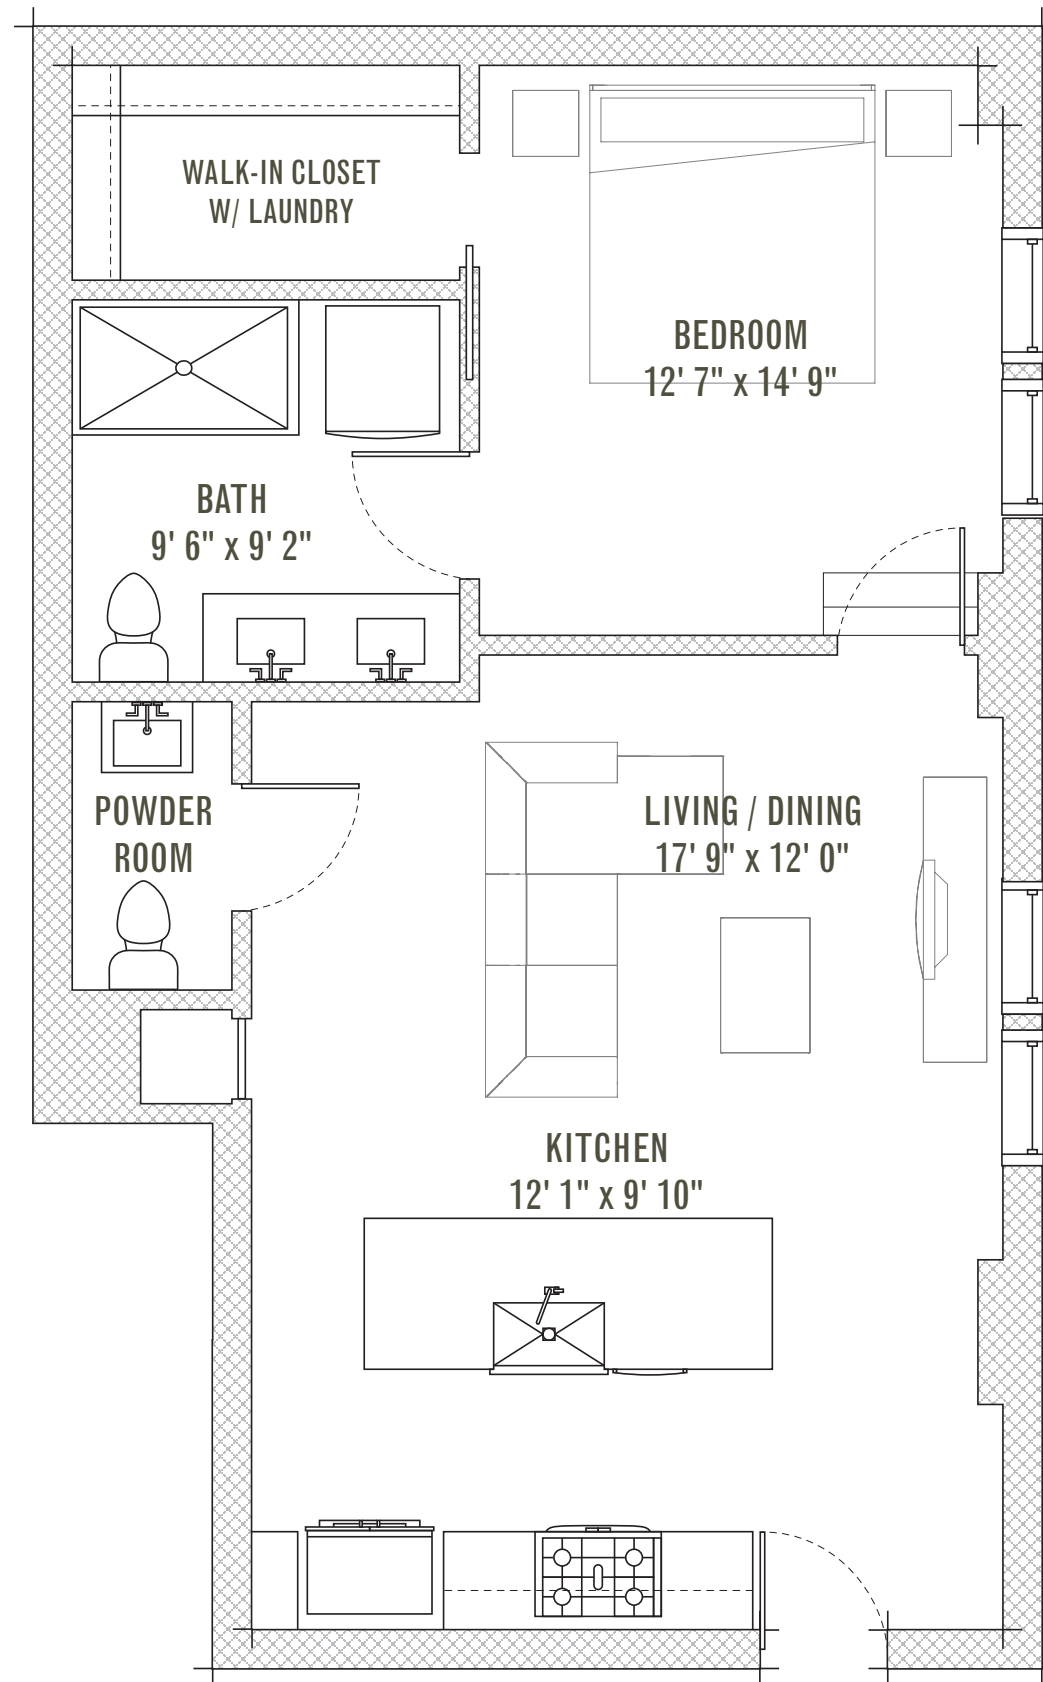 WALK-IN CLOSET
W/ LAUNDRY
BEDROOM
12' 7" x 14' 9"
BATH
9' 6" x 9' 2"
POWDER
ROOM
LIVING / DINING
17' 9" x 12' 0"
KITCHEN
12' 1" x 9' 10"